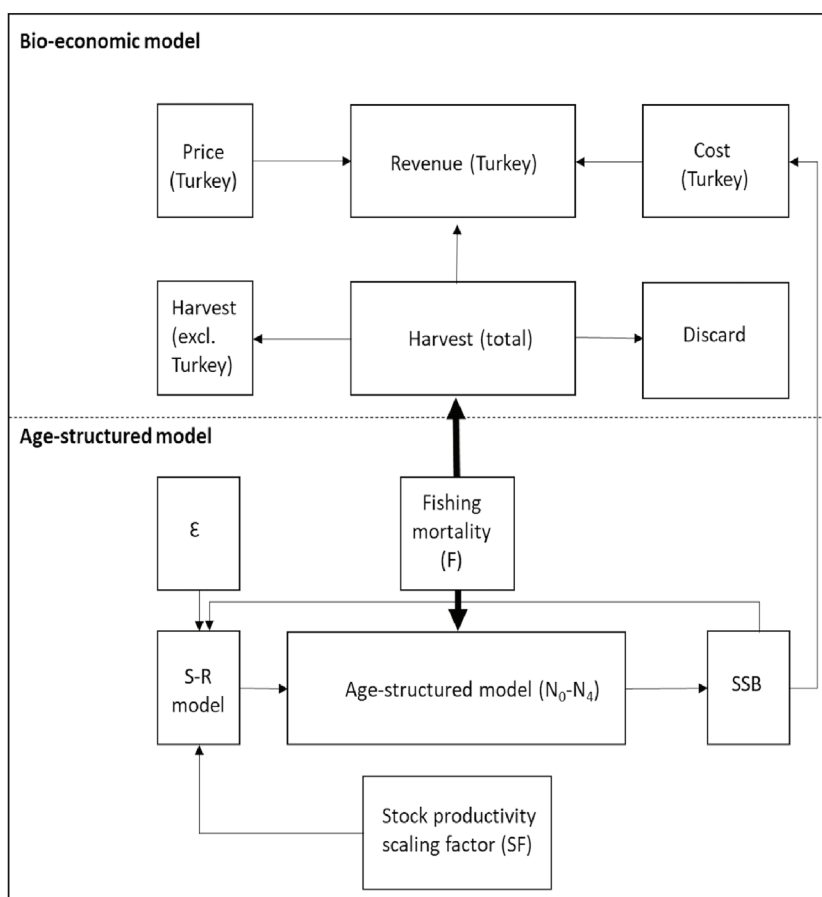 Bio-economic model
Price
(Turkey)
Revenue (Turkey)
Cost
(Turkey)
Harvest
(excl.
Turkey)
Harvest (total)
Discard
Age-structured model
Ɛ
Fishing
mortality
(F)
S-R
model
Age-structured model (N₀-N₄)
SSB
Stock productivity
scaling factor (SF)